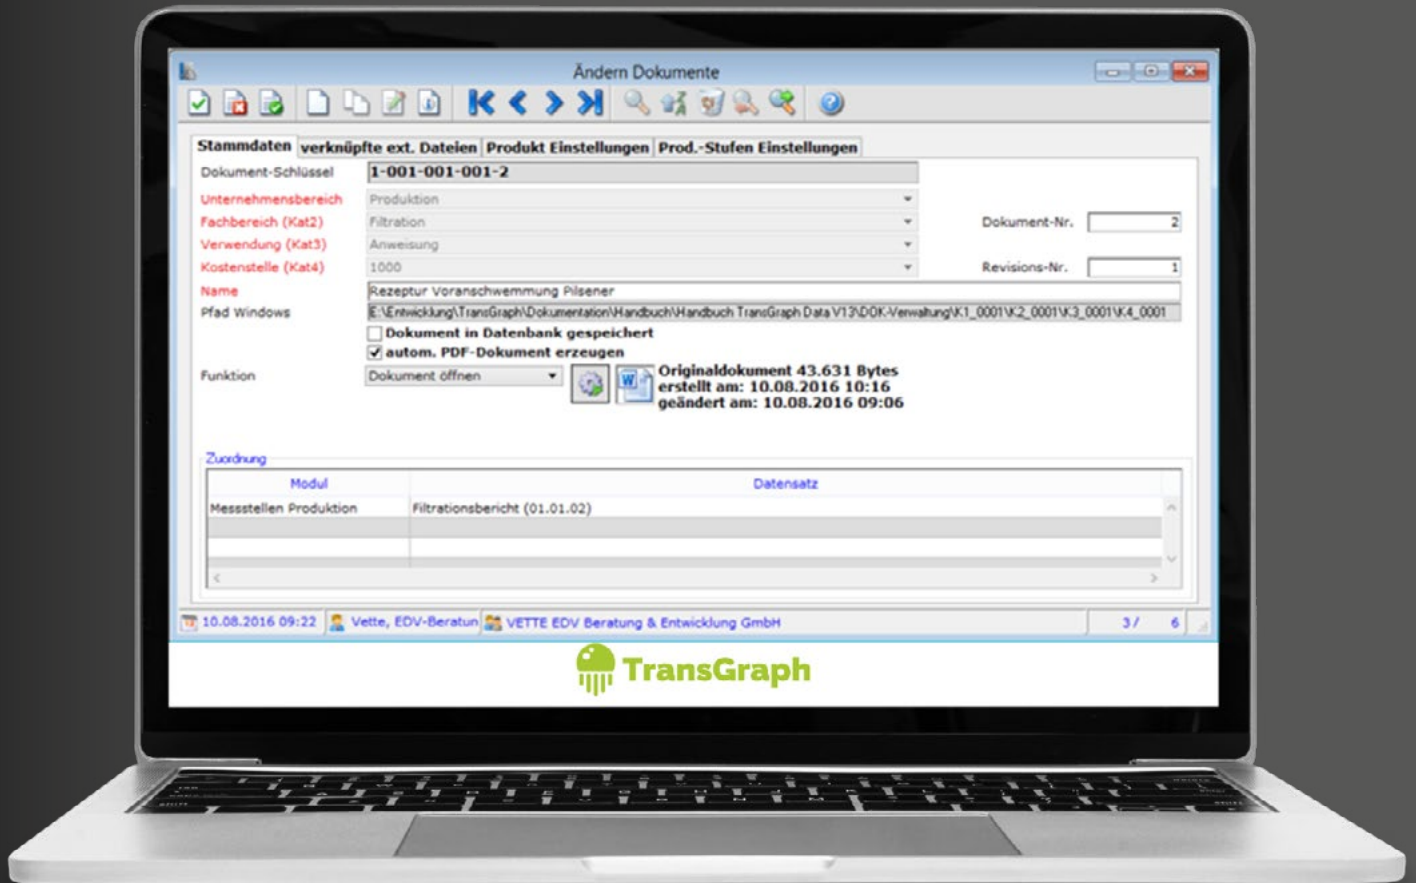 Ändern Dokumente
Stammdaten verknüpfte ext. Dateien Produkt Einstellungen Prod.-Stufen Einstellungen
Dokument-Schlüssel 1-001-001-001-2
Unternehmensbereich Produktion
Fachbereich (Kat2) Filtration Dokument-Nr. 2
Verwendung (Kat3) Anweisung
Kostenstelle (Kat4) 1000 Revisions-Nr. 1
Name Rezeptur Voranschwemmung Pilsener
Pfad Windows E:\Entwicklung\TransGraph\Dokumentation\Handbuch\Handbuch TransGraph Data V13\DOK-Verwaltung\K1_0001\K2_0001\K3_0001\K4_0001
Dokument in Datenbank gespeichert
autom. PDF-Dokument erzeugen
Funktion Dokument öffnen
Originaldokument 43.631 Bytes
erstellt am: 10.08.2016 10:16
geändert am: 10.08.2016 09:06
Zuordnung
Modul Datensatz
Messstellen Produktion Filtrationsbericht (01.01.02)
10.08.2016 09:22 Vette, EDV-Beratun VETTE EDV Beratung & Entwicklung GmbH 3 / 6
TransGraph